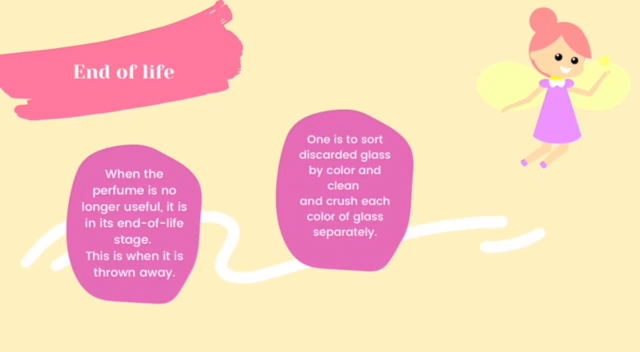 End of life
When the
perfume is no
longer useful, it is
in its end-of-life
stage.
This is when it is
thrown away.
One is to sort
discarded glass
by color and
clean
and crush each
color of glass
separately.